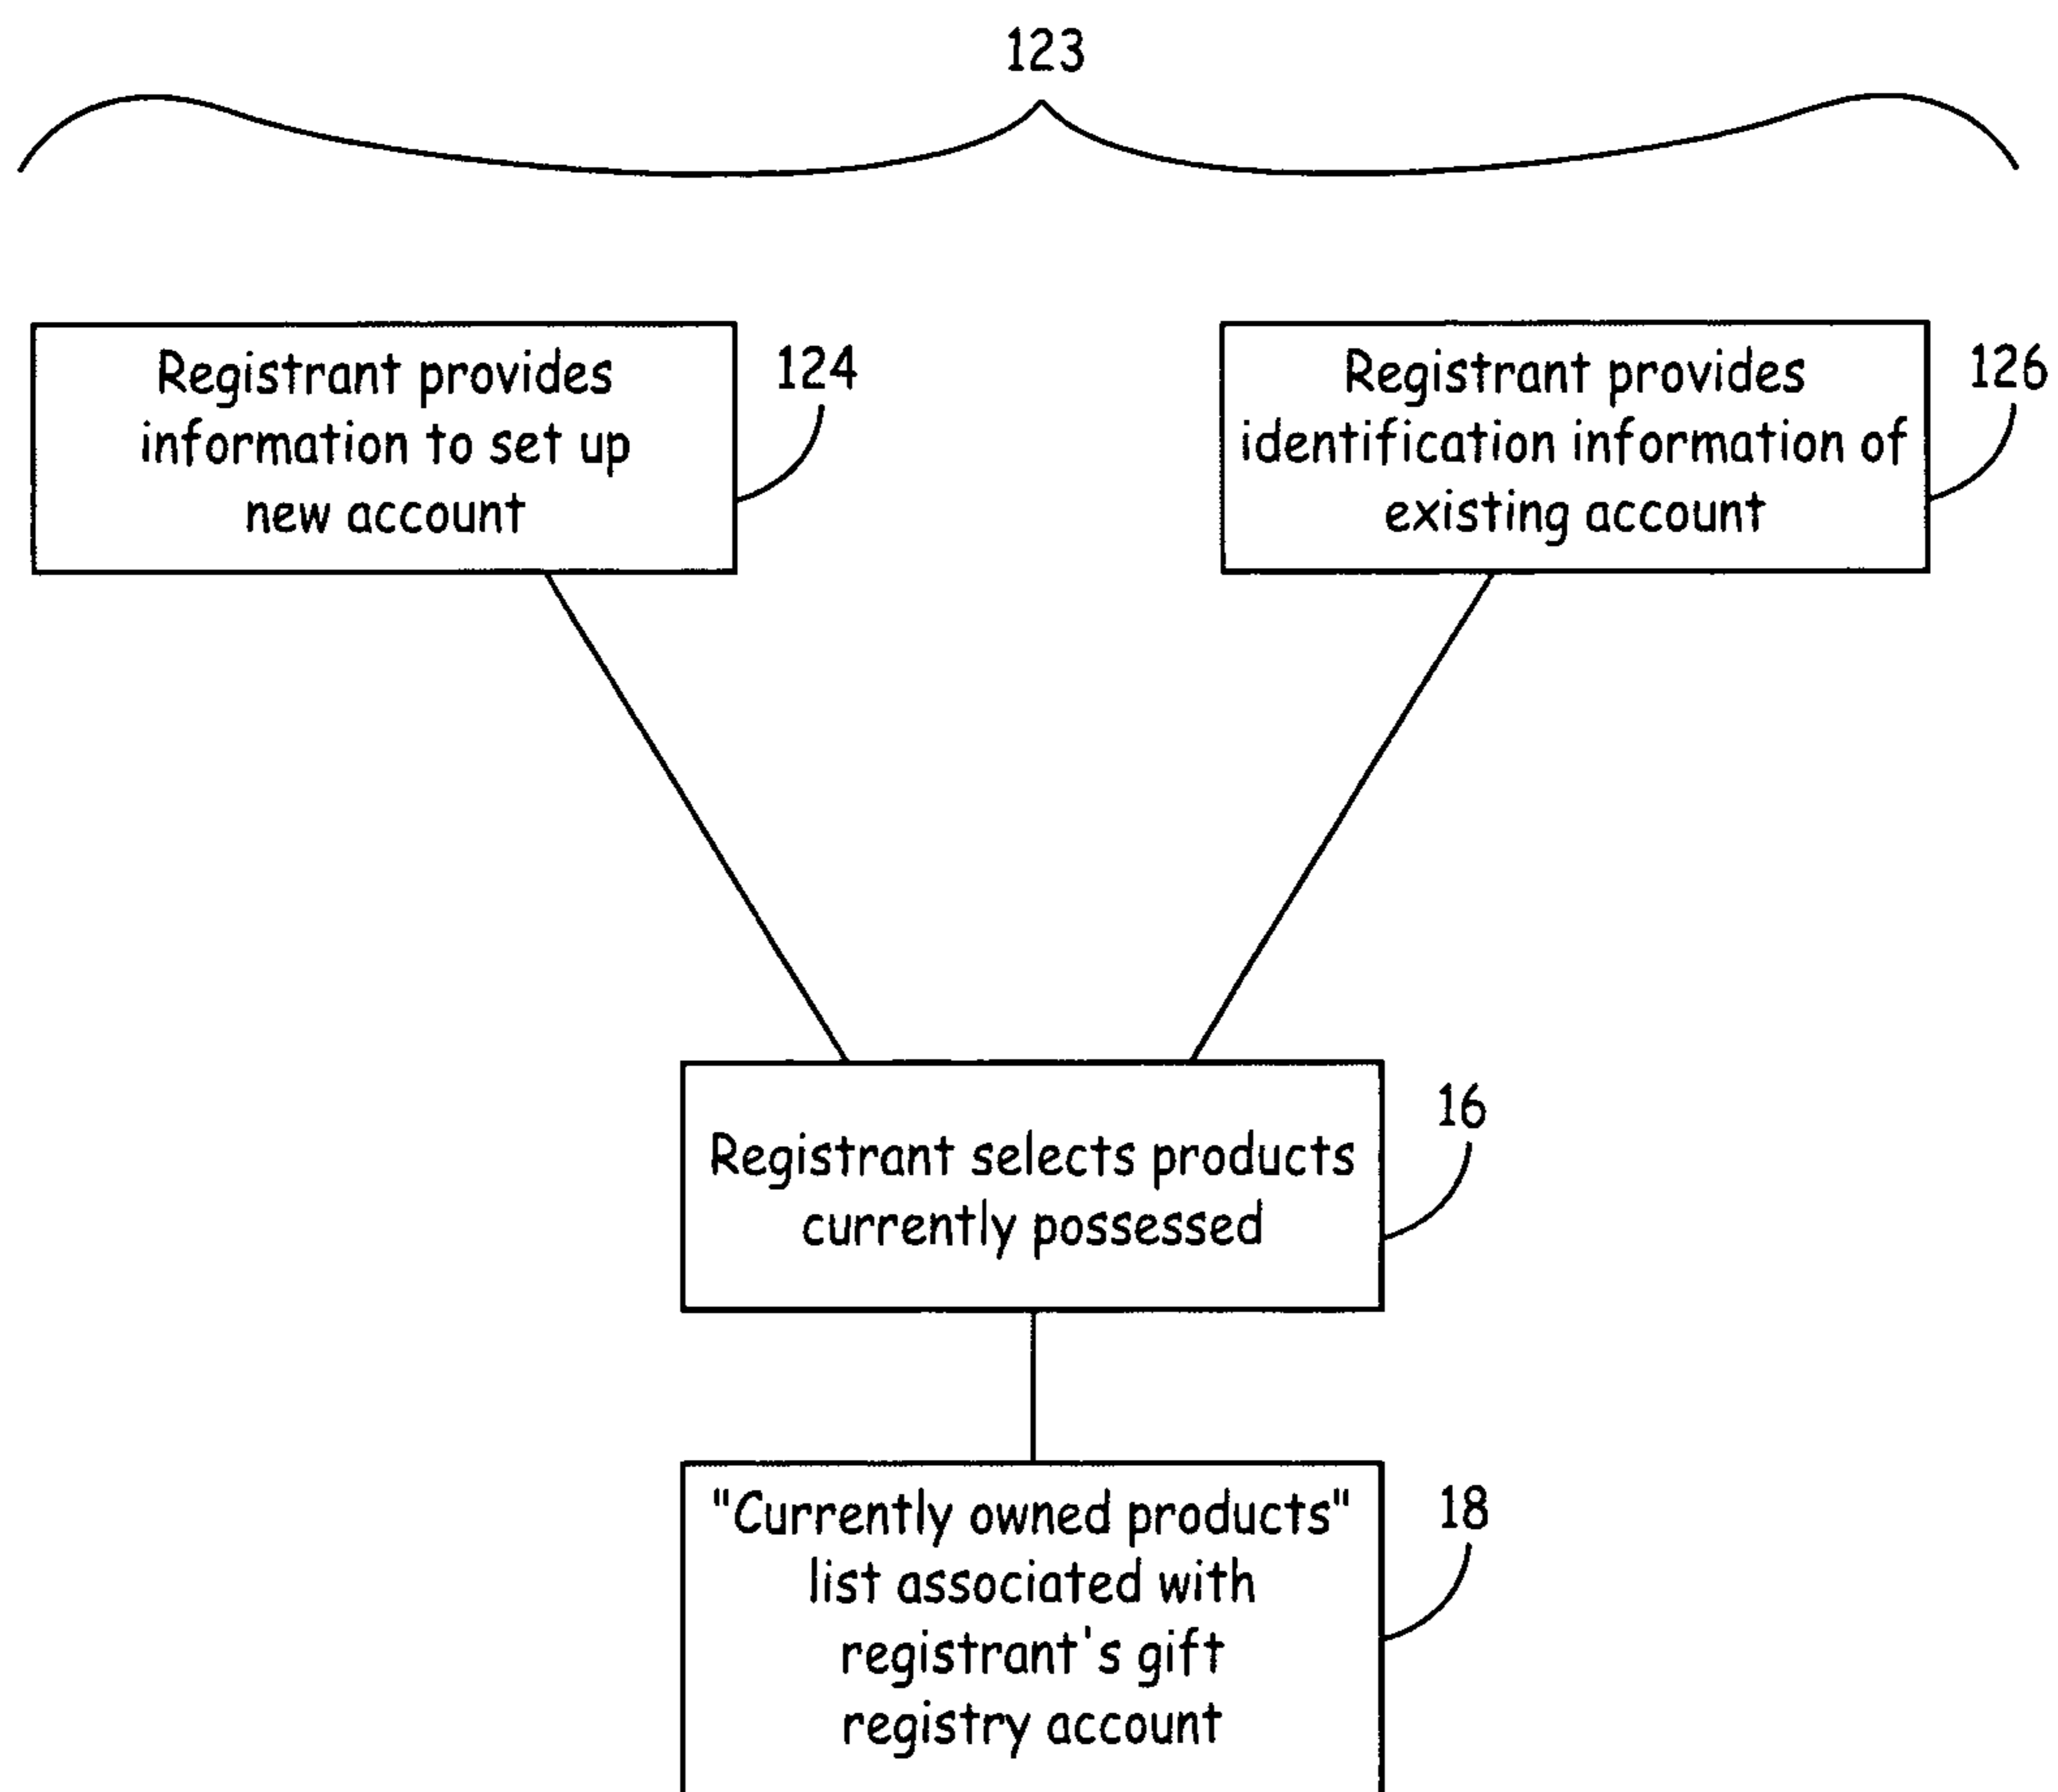 123
Registrant provides
information to set up
new account
124
Registrant provides
identification information of
existing account
126
Registrant selects products
currently possessed
16
"Currently owned products"
list associated with
registrant's gift
registry account
18